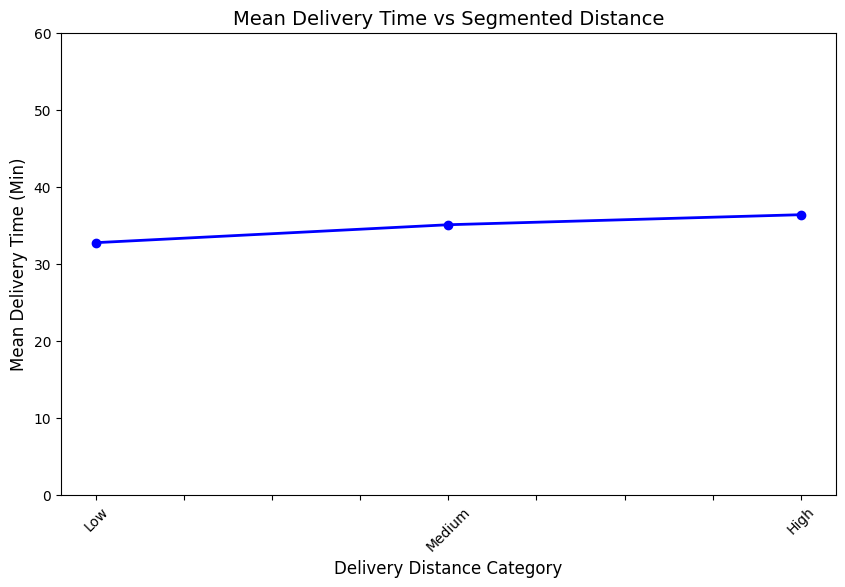 Mean Delivery Time vs Segmented Distance
60
50
40
30
20
10
0
Mean Delivery Time (Min)
Low
Medium
High
Delivery Distance Category